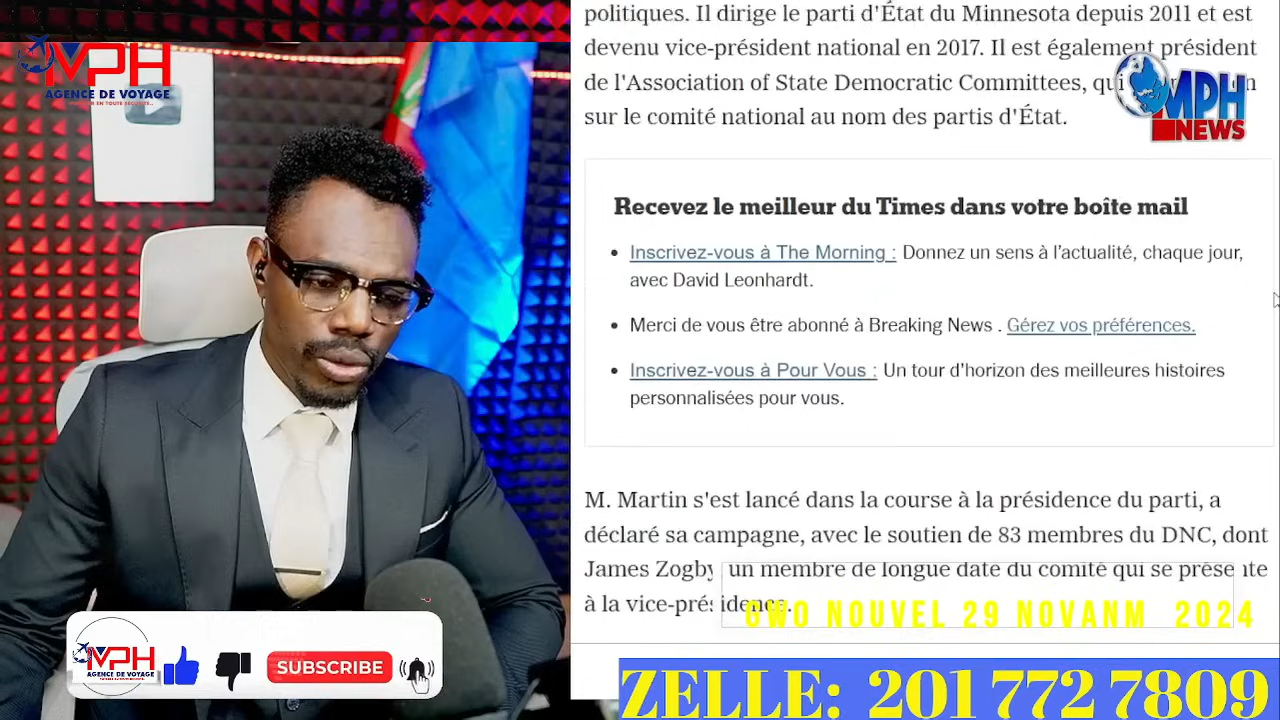 MPH
AGENCE DE VOYAGE
politiques. Il dirige le parti d'État du Minnesota depuis 2011 et est
devenu vice-président national en 2017. Il est également président
de l'Association of State Democratic Committees, qui
sur le comité national au nom des partis d'État.
MPH
NEWS
Recevez le meilleur du Times dans votre boîte mail
Inscrivez-vous à The Morning : Donnez un sens à l'actualité, chaque jour,
avec David Leonhardt.
Merci de vous être abonné à Breaking News . Gérez vos préférences.
Inscrivez-vous à Pour Vous : Un tour d'horizon des meilleures histoires
personnalisées pour vous.
M. Martin s'est lancé dans la course à la présidence du parti, a
déclaré sa campagne, avec le soutien de 83 membres du DNC, dont
James Zogby un membre de longue date du comité qui se présente
à la vice-présidence.
GWO NOUVEL 29 NOVANM 2024
MPH
AGENCE DE VOYAGE
SUBSCRIBE
ZELLE: 201 772 7809